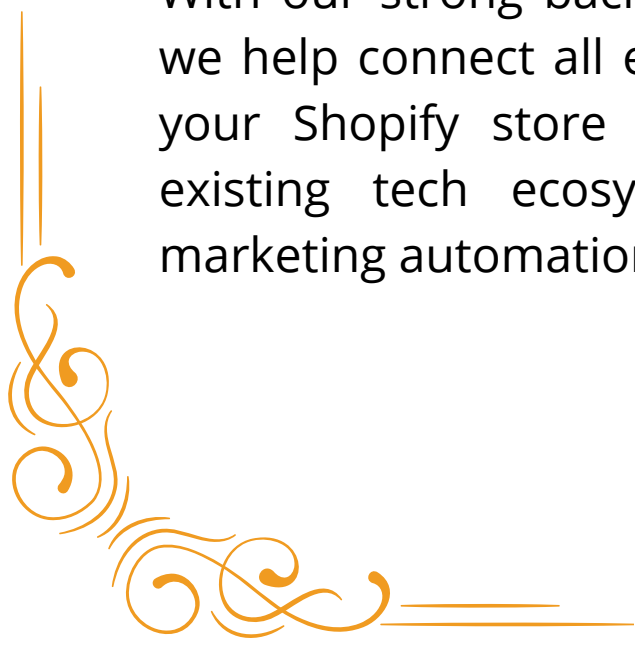 With our strong
we help connect all
your Shopify store
existing tech
marketing